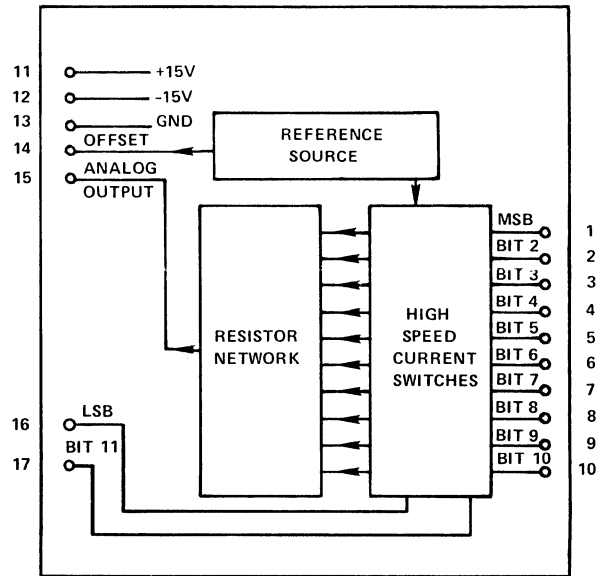 11 +15V
12 -15V
13 GND
14 OFFSET
15 ANALOG
OUTPUT
REFERENCE
SOURCE
RESISTOR
NETWORK
HIGH
SPEED
CURRENT
SWITCHES
MSB 1
BIT 2 2
BIT 3 3
BIT 4 4
BIT 5 5
BIT 6 6
BIT 7 7
BIT 8 8
BIT 9 9
BIT 10 10
16 LSB
17 BIT 11